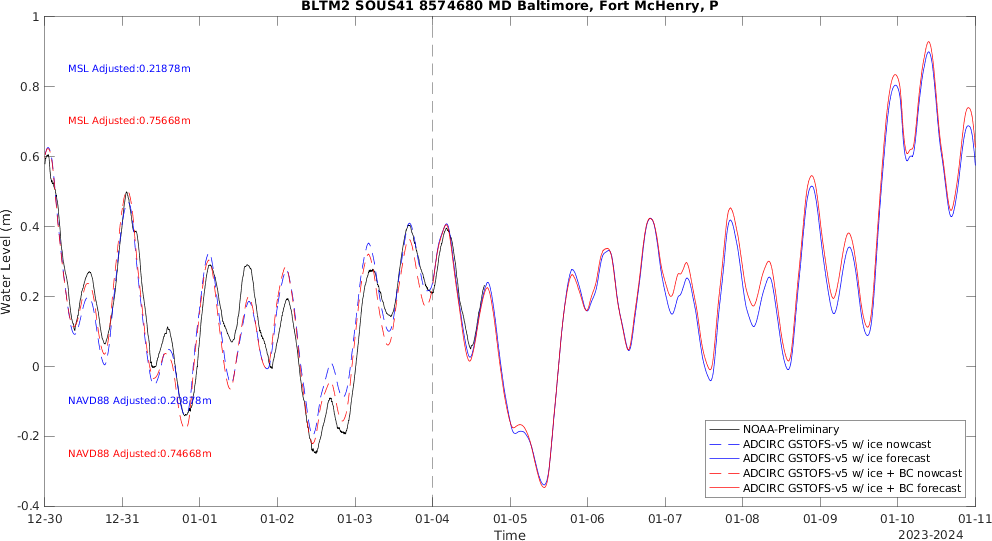 BLTM2 SOUS41 8574680 MD Baltimore, Fort McHenry, P
1
0.8
0.6
0.4
0.2
0
-0.2
-0.4
Water Level (m)
MSL Adjusted:0.21878m
MSL Adjusted:0.75668m
NAVD88 Adjusted:0.20878m
NAVD88 Adjusted:0.74668m
NOAA-Preliminary
ADCIRC GSTOFS-v5 w/ ice nowcast
ADCIRC GSTOFS-v5 w/ ice forecast
ADCIRC GSTOFS-v5 w/ ice + BC nowcast
ADCIRC GSTOFS-v5 w/ ice + BC forecast
12-30 12-31 01-01 01-02 01-03 01-04 01-05 01-06 01-07 01-08 01-09 01-10 01-11
Time
2023-2024